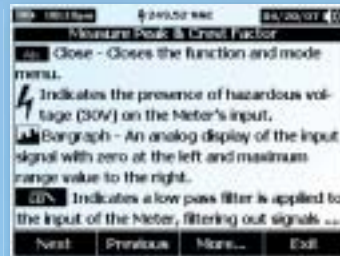 Measure Peak & Crest Factor
Close - Closes the function and mode
menu.
Indicates the presence of hazardous vol-
tage (30V) on the Meter's input.
Bargraph - An analog display of the input
signal with zero at the left and maximum
range value to the right.
Indicates a low pass filter is applied to
the input of the Meter, filtering out signals ...
Next Previous More... Exit